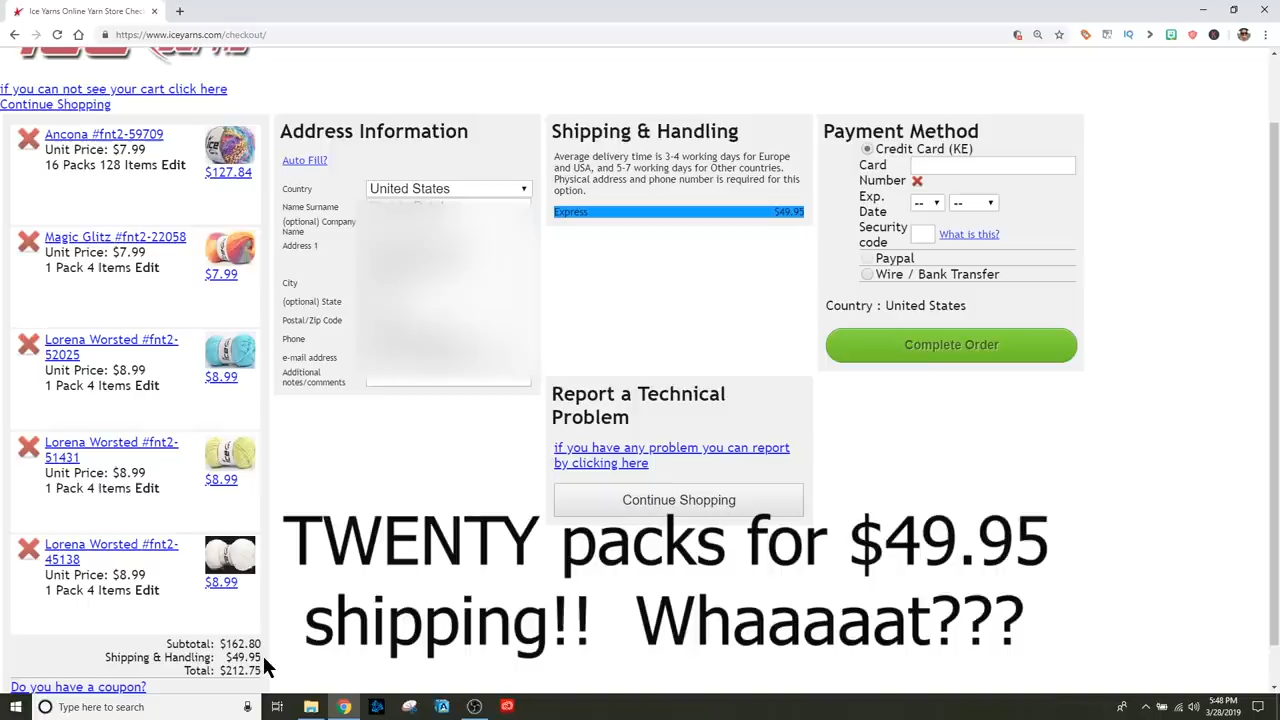 Ice Yarns Online Yarn Store Chec
https://www.iceyarns.com/checkout/
if you can not see your cart click here
Continue Shopping
Ancona #fnt2-59709
Unit Price: $7.99
16 Packs 128 Items Edit
$127.84
Magic Glitz #fnt2-22058
Unit Price: $7.99
1 Pack 4 Items Edit
$7.99
Lorena Worsted #fnt2-
52025
Unit Price: $8.99
1 Pack 4 Items Edit
$8.99
Lorena Worsted #fnt2-
51431
Unit Price: $8.99
1 Pack 4 Items Edit
$8.99
Lorena Worsted #fnt2-
45138
Unit Price: $8.99
1 Pack 4 Items Edit
$8.99
Subtotal: $162.80
Shipping & Handling: $49.95
Total: $212.75
Do you have a coupon?
Address Information
Auto Fill?
Country United States
Name Surname
(optional) Company
Name
Address 1
City
(optional) State
Postal/Zip Code
Phone
e-mail address
Additional
notes/comments
Shipping & Handling
Average delivery time is 3-4 working days for Europe
and USA, and 5-7 working days for Other countries.
Physical address and phone number is required for this
option.
Express $49.95
Report a Technical
Problem
if you have any problem you can report
by clicking here
Continue Shopping
Payment Method
Credit Card (KE)
Card
Number
Exp. -- --
Date
Security
code What is this?
Paypal
Wire / Bank Transfer
Country : United States
Complete Order
TWENTY packs for $49.95
shipping!! Whaaaaat???
Type here to search
5:48 PM
3/28/2019